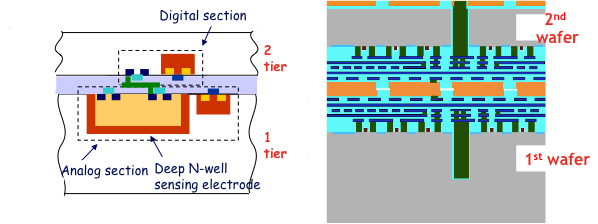 Digital section
2
tier
1
tier
Analog section
Deep N-well
sensing electrode
2nd
wafer
1st wafer